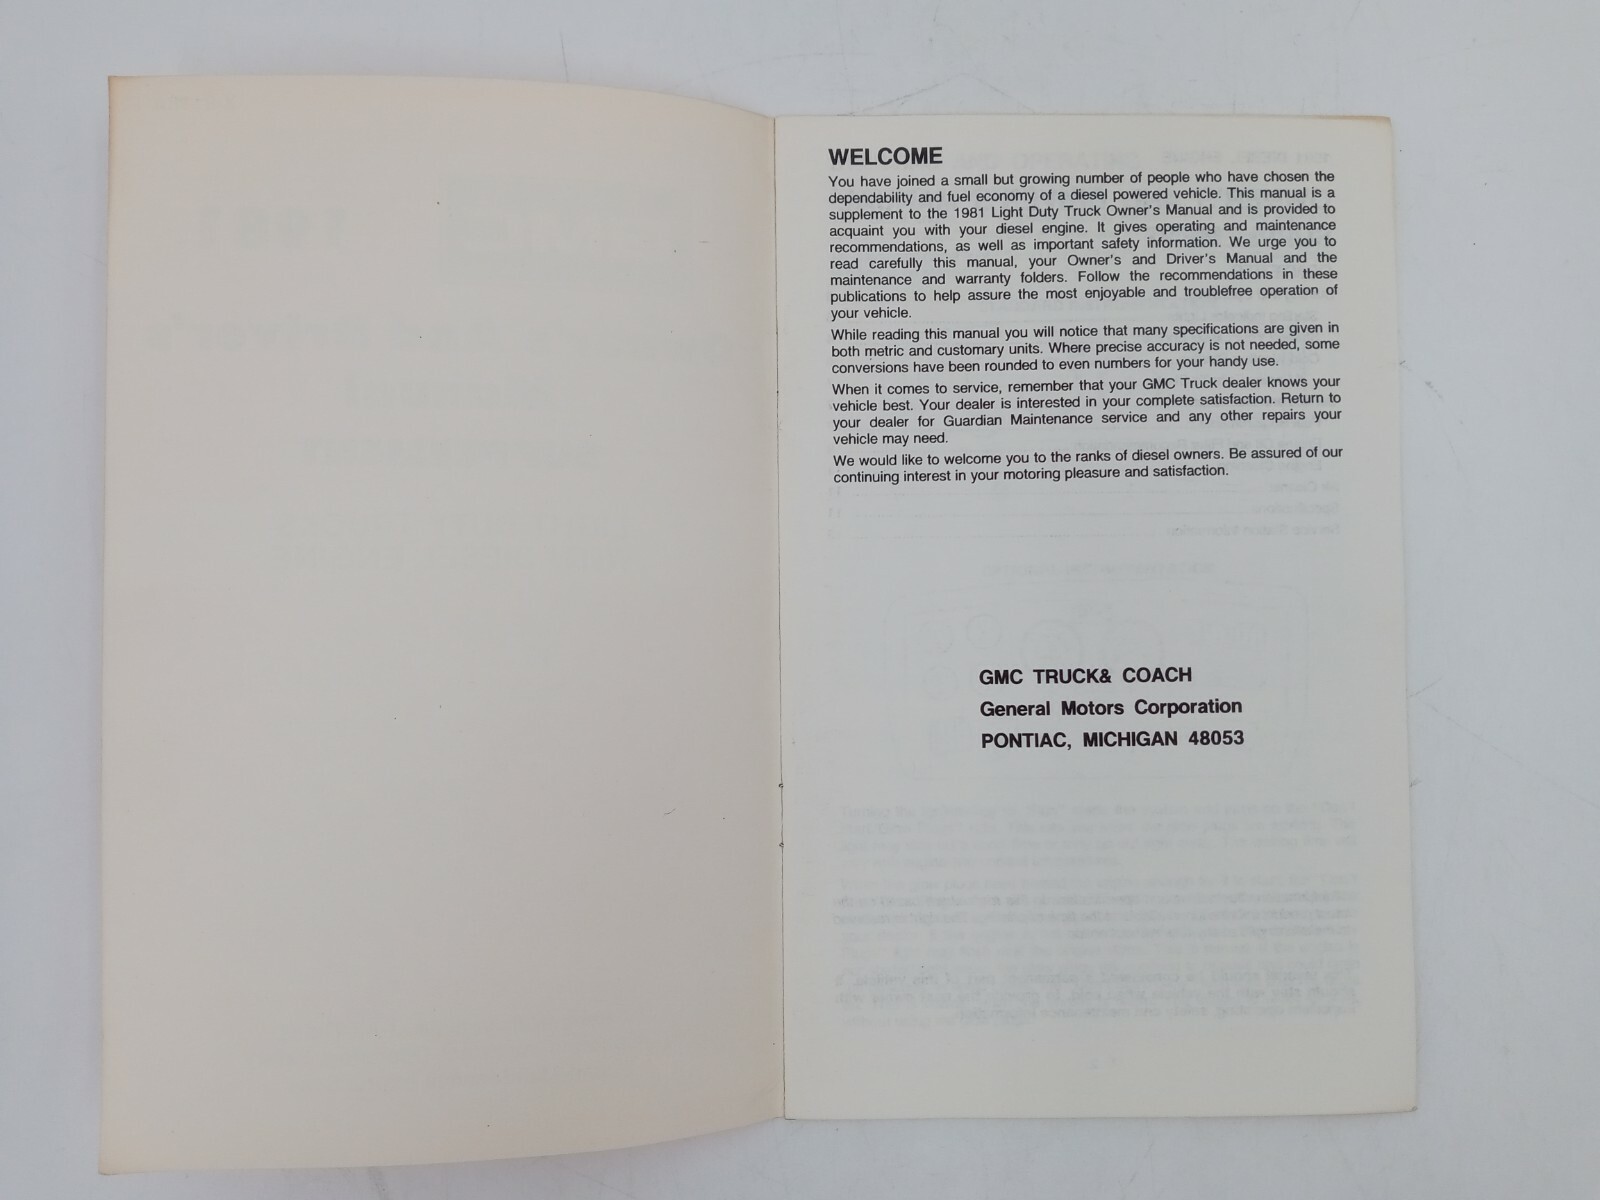 WELCOME
You have joined a small but growing number of people who have chosen the
dependability and fuel economy of a diesel powered vehicle. This manual is a
supplement to the 1981 Light Duty Truck Owner's Manual and is provided to
acquaint you with your diesel engine. It gives operating and maintenance
recommendations, as well as important safety information. We urge you to
read carefully this manual, your Owner's and Driver's Manual and the
maintenance and warranty folders. Follow the recommendations in these
publications to help assure the most enjoyable and troublefree operation of
your vehicle.
While reading this manual you will notice that many specifications are given in
both metric and customary units. Where precise accuracy is not needed, some
conversions have been rounded to even numbers for your handy use.
When it comes to service, remember that your GMC Truck dealer knows your
vehicle best. Your dealer is interested in your complete satisfaction. Return to
your dealer for Guardian Maintenance service and any other repairs your
vehicle may need.
We would like to welcome you to the ranks of diesel owners. Be assured of our
continuing interest in your motoring pleasure and satisfaction.
GMC TRUCK& COACH
General Motors Corporation
PONTIAC, MICHIGAN 48053